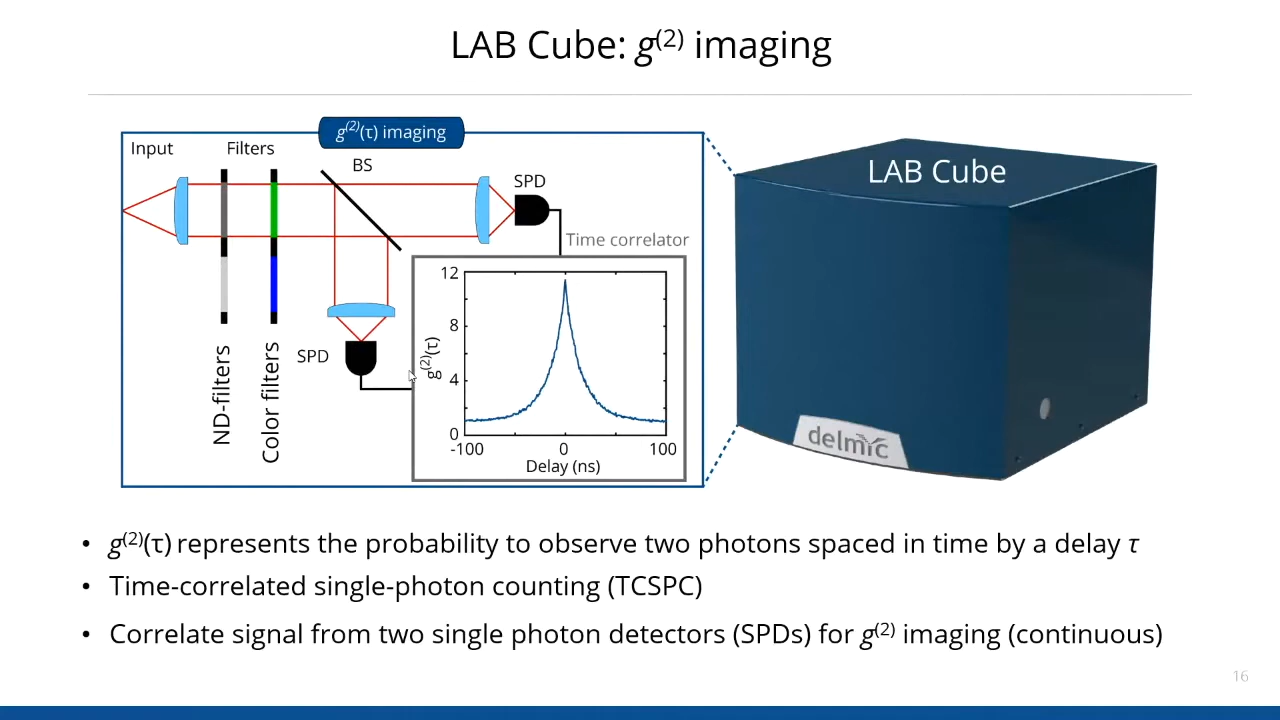 LAB Cube: g(2) imaging
g(2)(τ) imaging
Input
Filters
BS
SPD
LAB Cube
Time correlator
12
8
4
0
g(2)(τ)
-100
0
100
Delay (ns)
SPD
ND-filters
Color filters
delmic
• g(2)(τ) represents the probability to observe two photons spaced in time by a delay τ
• Time-correlated single-photon counting (TCSPC)
• Correlate signal from two single photon detectors (SPDs) for g(2) imaging (continuous)
16